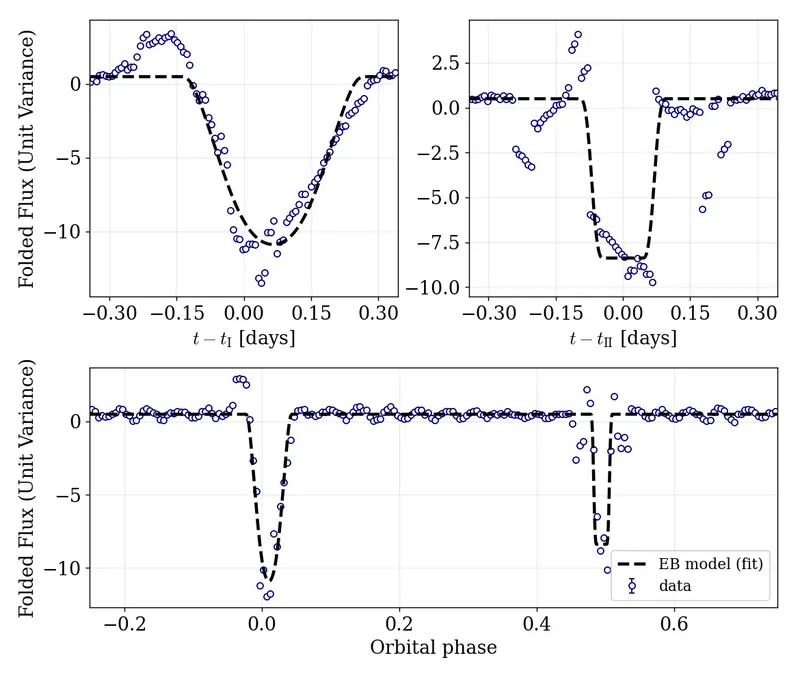 Folded Flux (Unit Variance)
0
−5
−10
−0.30 −0.15 0.00 0.15 0.30
t − tI [days]
2.5
0.0
−2.5
−5.0
−7.5
−10.0
−0.30 −0.15 0.00 0.15 0.30
t − tII [days]
Folded Flux (Unit Variance)
0
−5
−10
−0.2 0.0 0.2 0.4 0.6
Orbital phase
EB model (fit)
data